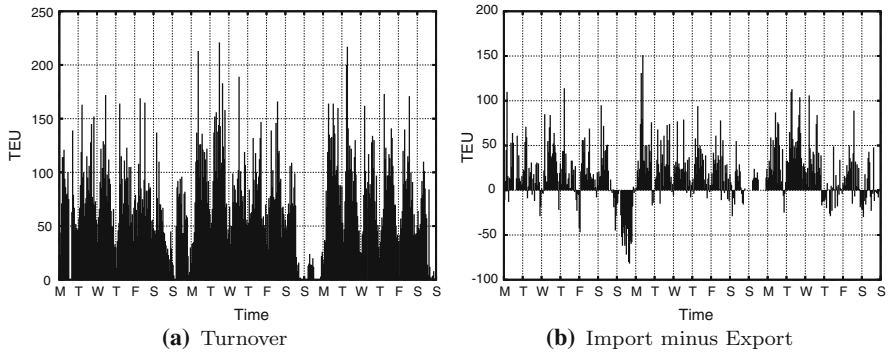 250
200
150
100
50
0
TEU
M T W T F S S M T W T F S S M T W T F S S
Time
(a) Turnover
200
150
100
50
0
-50
-100
TEU
M T W T F S S M T W T F S S M T W T F S S
Time
(b) Import minus Export